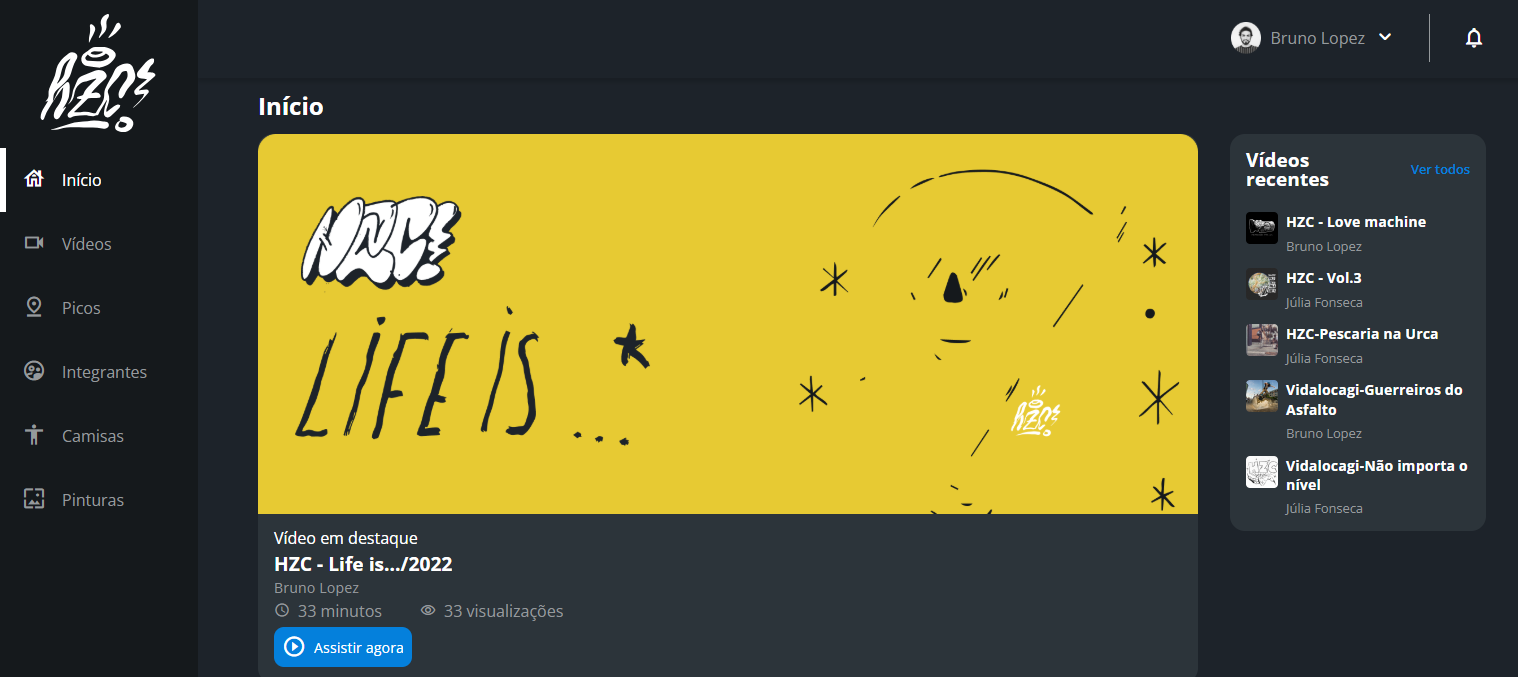 HZC!
Bruno Lopez
Início
Início
Vídeos
Picos
Integrantes
Camisas
Pinturas
HZC!
LIFE IS * ...
HZC!
Vídeo em destaque
HZC - Life is.../2022
Bruno Lopez
33 minutos
33 visualizações
Assistir agora
Vídeos
recentes
Ver todos
HZC - Love machine
Bruno Lopez
HZC - Vol.3
Júlia Fonseca
HZC-Pescaria na Urca
Júlia Fonseca
Vidalocagi-Guerreiros do
Asfalto
Bruno Lopez
Vidalocagi-Não importa o
nível
Júlia Fonseca